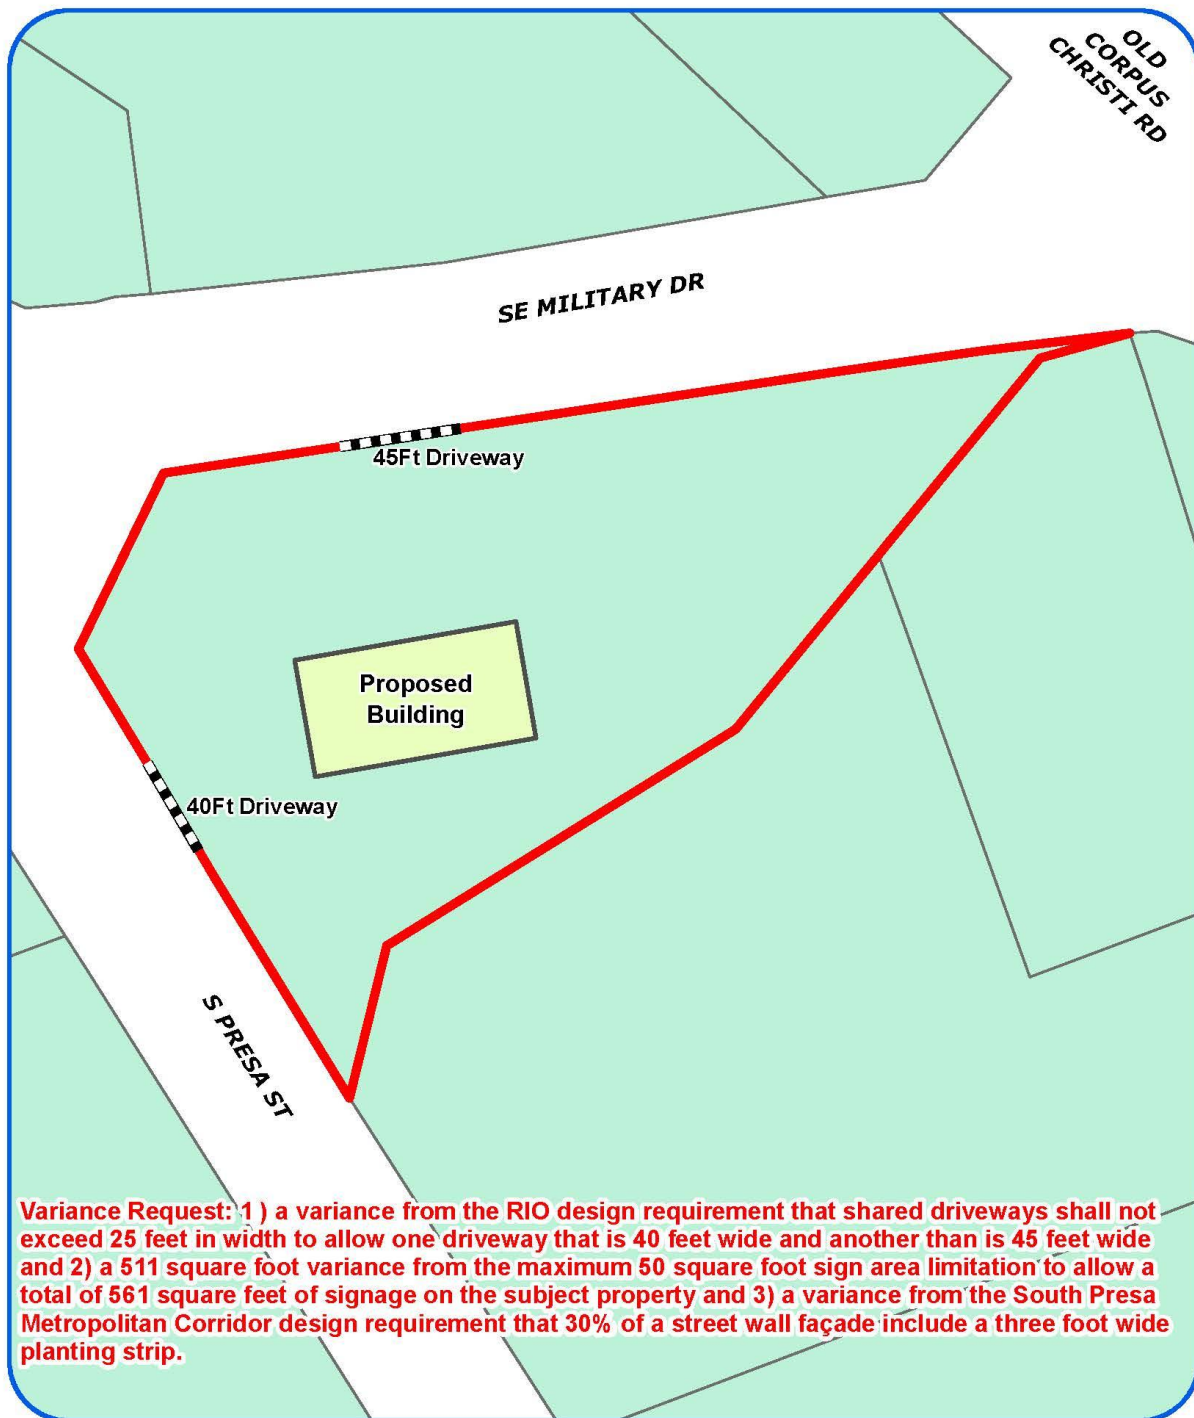 OLD
CORPUS
CHRISTI RD
SE MILITARY DR
45Ft Driveway
Proposed
Building
40Ft Driveway
S PRESA ST
Variance Request: 1 ) a variance from the RIO design requirement that shared driveways shall not
exceed 25 feet in width to allow one driveway that is 40 feet wide and another than is 45 feet wide
and 2) a 511 square foot variance from the maximum 50 square foot sign area limitation to allow a
total of 561 square feet of signage on the subject property and 3) a variance from the South Presa
Metropolitan Corridor design requirement that 30% of a street wall façade include a three foot wide
planting strip.